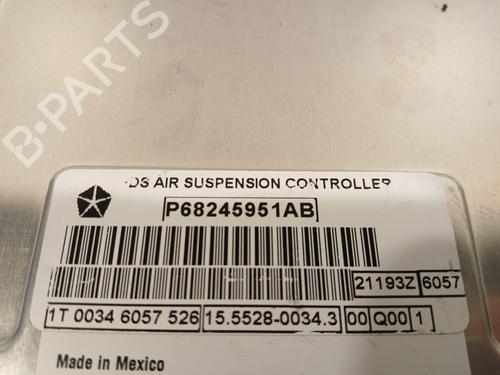 B-PARTS
-DS AIR SUSPENSION CONTROLLER
P68245951AB
21193Z 6057
1T 0034 6057 526 15.5528-0034.3 00 Q00 1
Made in Mexico